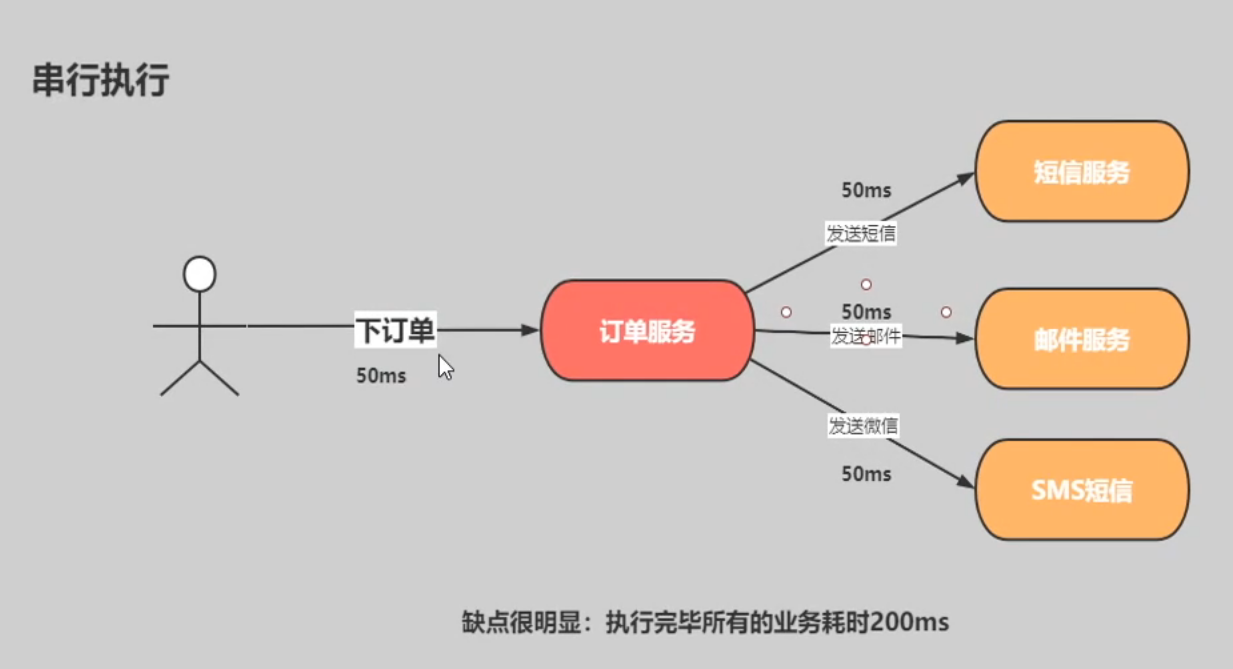 串行执行
下订单
50ms
订单服务
50ms
发送短信
短信服务
50ms
发送邮件
邮件服务
发送微信
50ms
SMS短信
缺点很明显：执行完毕所有的业务耗时200ms